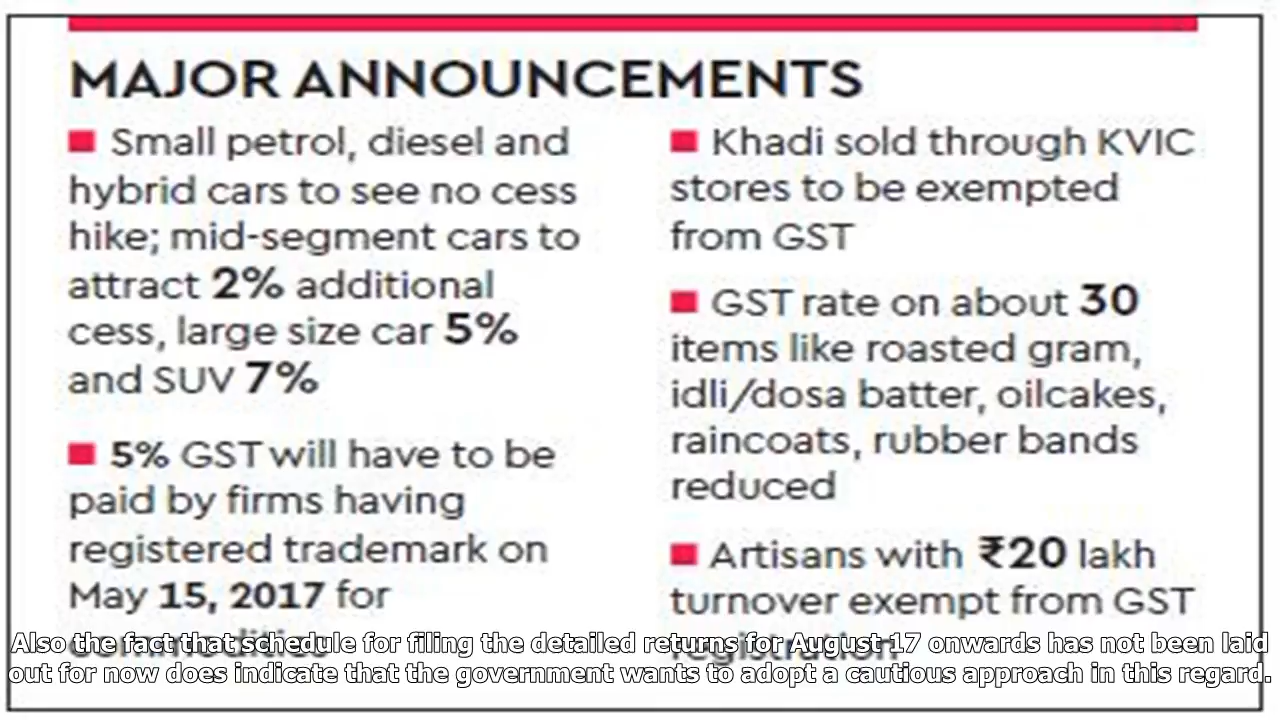 MAJOR ANNOUNCEMENTS
Small petrol, diesel and
hybrid cars to see no cess
hike; mid-segment cars to
attract 2% additional
cess, large size car 5%
and SUV 7%
5% GST will have to be
paid by firms having
registered trademark on
May 15, 2017 for
commodities
Khadi sold through KVIC
stores to be exempted
from GST
GST rate on about 30
items like roasted gram,
idli/dosa batter, oilcakes,
raincoats, rubber bands
reduced
Artisans with ₹20 lakh
turnover exempt from GST
registration
Also the fact that schedule for filing the detailed returns for August 17 onwards has not been laid
out for now does indicate that the government wants to adopt a cautious approach in this regard.